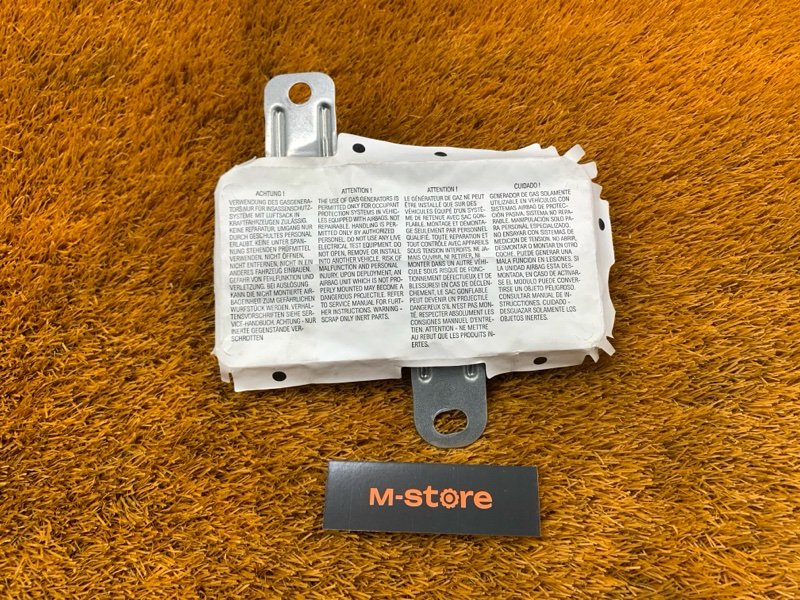 ACHTUNG !
VERWENDUNG DES GASGENERA-
TORS NUR FÜR INSASSENSCHUTZ-
SYSTEME MIT LUFTSACK IN
KRAFTFAHRZEUGEN ZULÄSSIG.
KEINE REPARATUR, UMGANG NUR
DURCH GESCHULTES PERSONAL
ERLAUBT. KEINE UNTER SPAN-
NUNG STEHENDEN PRÜFMITTEL
VERWENDEN. NICHT ÖFFNEN,
NICHT ENTFERNEN, NICHT IN EIN
ANDERES FAHRZEUG EINBAUEN.
GEFAHR VON FEHLFUNKTION UND
VERLETZUNG. BEI AUSLÖSUNG
KANN DIE NICHT MONTIERTE AIR-
BAGEINHEIT ZUM GEFÄHRLICHEN
WURFSTÜCK WERDEN. VERHAL-
TENSVORSCHRIFTEN SIEHE SER-
VICE-HANDBUCH. ACHTUNG - NUR
INERTE GEGENSTÄNDE VER-
SCHROTTEN
ATTENTION !
THE USE OF GAS GENERATORS IS
PERMITTED ONLY FOR OCCUPANT
PROTECTION SYSTEMS IN VEHIC-
LES EQUIPPED WITH AIRBAGS. NOT
REPAIRABLE. HANDLING IS PER-
MITTED ONLY BY AUTHORIZED
PERSONEL. DO NOT USE ANY LIVE
ELECTRICAL TEST EQUIPMENT. DO
NOT OPEN, REMOVE OR INSTALL
INTO ANOTHER VEHICLE. RISK OF
MALFUNCTION AND PERSONAL
INJURY. UPON DEPLOYMENT, AN
AIRBAG UNIT WHICH IS NOT PRO-
PERLY MOUNTED MAY BECOME A
DANGEROUS PROJECTILE. REFER
TO SERVICE MANUAL FOR FURT-
HER INSTRUCTIONS. WARNING -
SCRAP ONLY INERT PARTS.
ATTENTION !
LE GÉNÉRATEUR DE GAZ NE PEUT
ÊTRE INSTALLÉ QUE SUR DES
VÉHICULES ÉQUIPÉ D'UN SYSTÈ-
ME DE RETENUE AVEC SAC GON-
FLABLE. MONTAGE ET DÉMONTA-
GE SEULEMENT PAR PERSONNEL
QUALIFIÉ. TOUTE RÉPARATION ET
TOUT CONTRÔLE AVEC APPAREILS
SOUS TENSION INTERDITS. NE JA-
MAIS OUVRIR, NI RETIRER, NI
MONTER DANS UN AUTRE VÉHI-
CULE SOUS RISQUE DE FONC-
TIONNEMENT DÉFECTUEUX ET DE
BLESSURES! EN CAS DE DÉCLEN-
CHEMENT, LE SAC GONFLABLE
PEUT DEVENIR UN PROJECTILE
DANGEREUX S'IL N'EST PAS MON-
TÉ. RESPECTER ABSOLUMENT LES
CONSIGNES MANUEL D'ENTRE-
TIEN. ATTENTION - NE METTRE
AU REBUT QUE LES PRODUITS IN-
ERTES.
CUIDADO !
GENERADOR DE GAS SOLAMENTE
UTILIZABLE EN VEHÍCULOS CON
SISTEMAS AIRBAG DE PROTEC-
CIÓN PASIVA. SISTEMA NO REPA-
RABLE. MANIPULACIÓN SOLO PA-
RA PERSONAL ESPECIALIZADO.
NO ENSAYAR CON SISTEMAS DE
MEDICIÓN DE TENSIÓN. NO ABRIR,
DESMONTAR O MONTAR EN OTRO
COCHE. PUEDE GENERAR UNA
MALA FUNCIÓN EN LESIONES. SI
LA UNIDAD AIRBAG ESTA DES-
MONTADA, EN CASO DE ACTIVAR-
SE EL MODULO PUEDE CONVER-
TIRSE UN OBJETO PELIGROSO.
CONSULTAR MANUAL DE IN-
STRUCCIONES. CUIDADO -
DESGUAZAR SOLAMENTE LOS
OBJETOS INERTES.
M-STORE